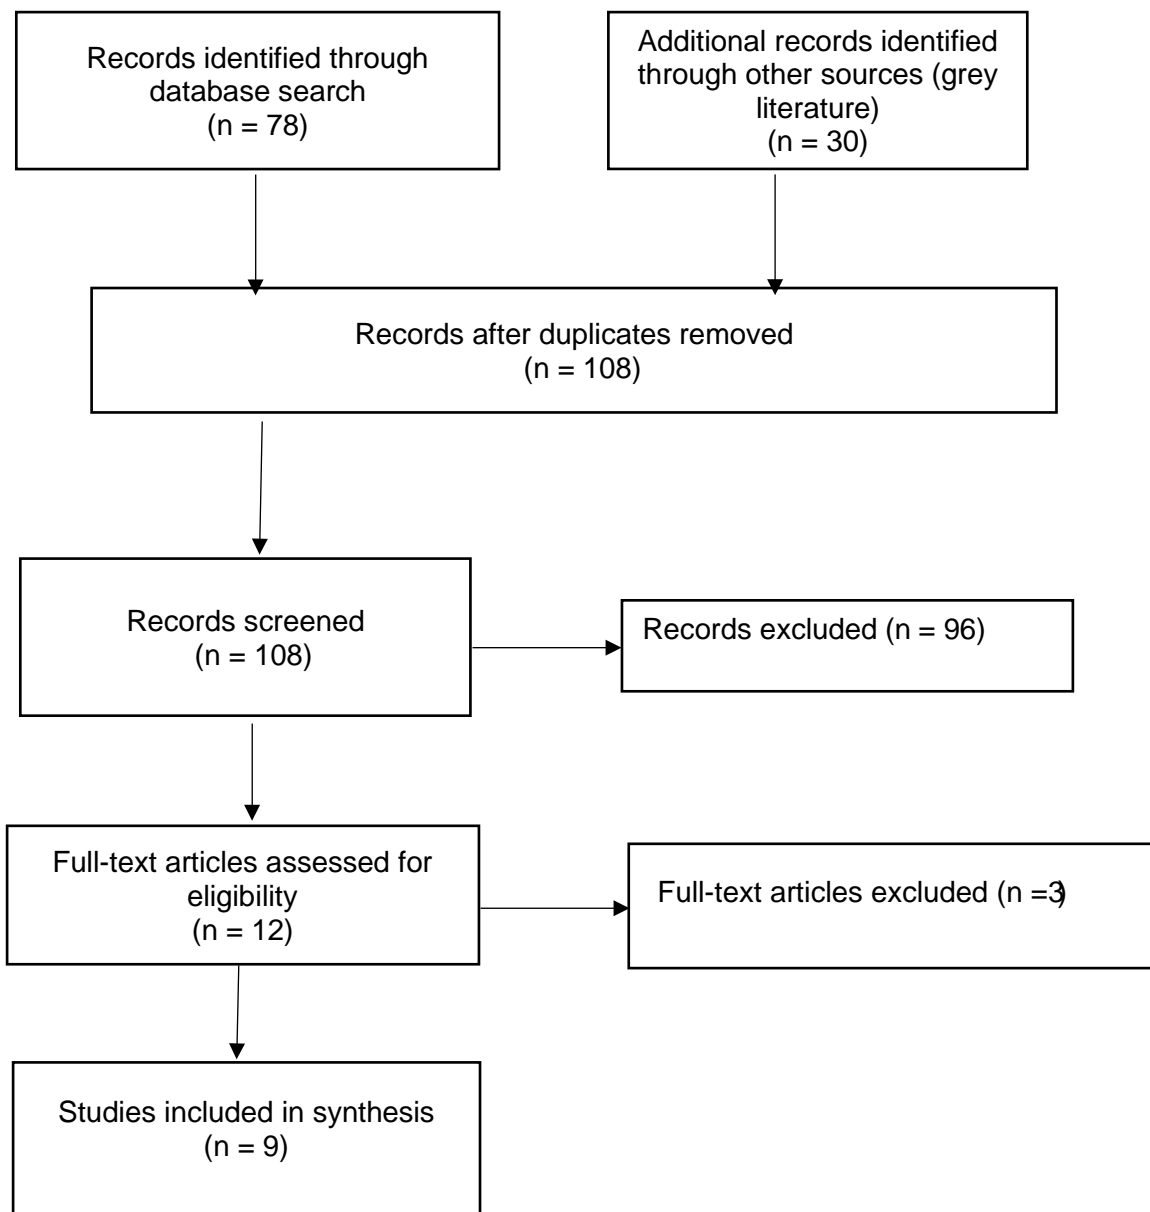 Records identified through
database search
(n = 78)
Additional records identified
through other sources (grey
literature)
(n = 30)
Records after duplicates removed
(n = 108)
Records screened
(n = 108)
Records excluded (n = 96)
Full-text articles assessed for
eligibility
(n = 12)
Full-text articles excluded (n =3)
Studies included in synthesis
(n = 9)